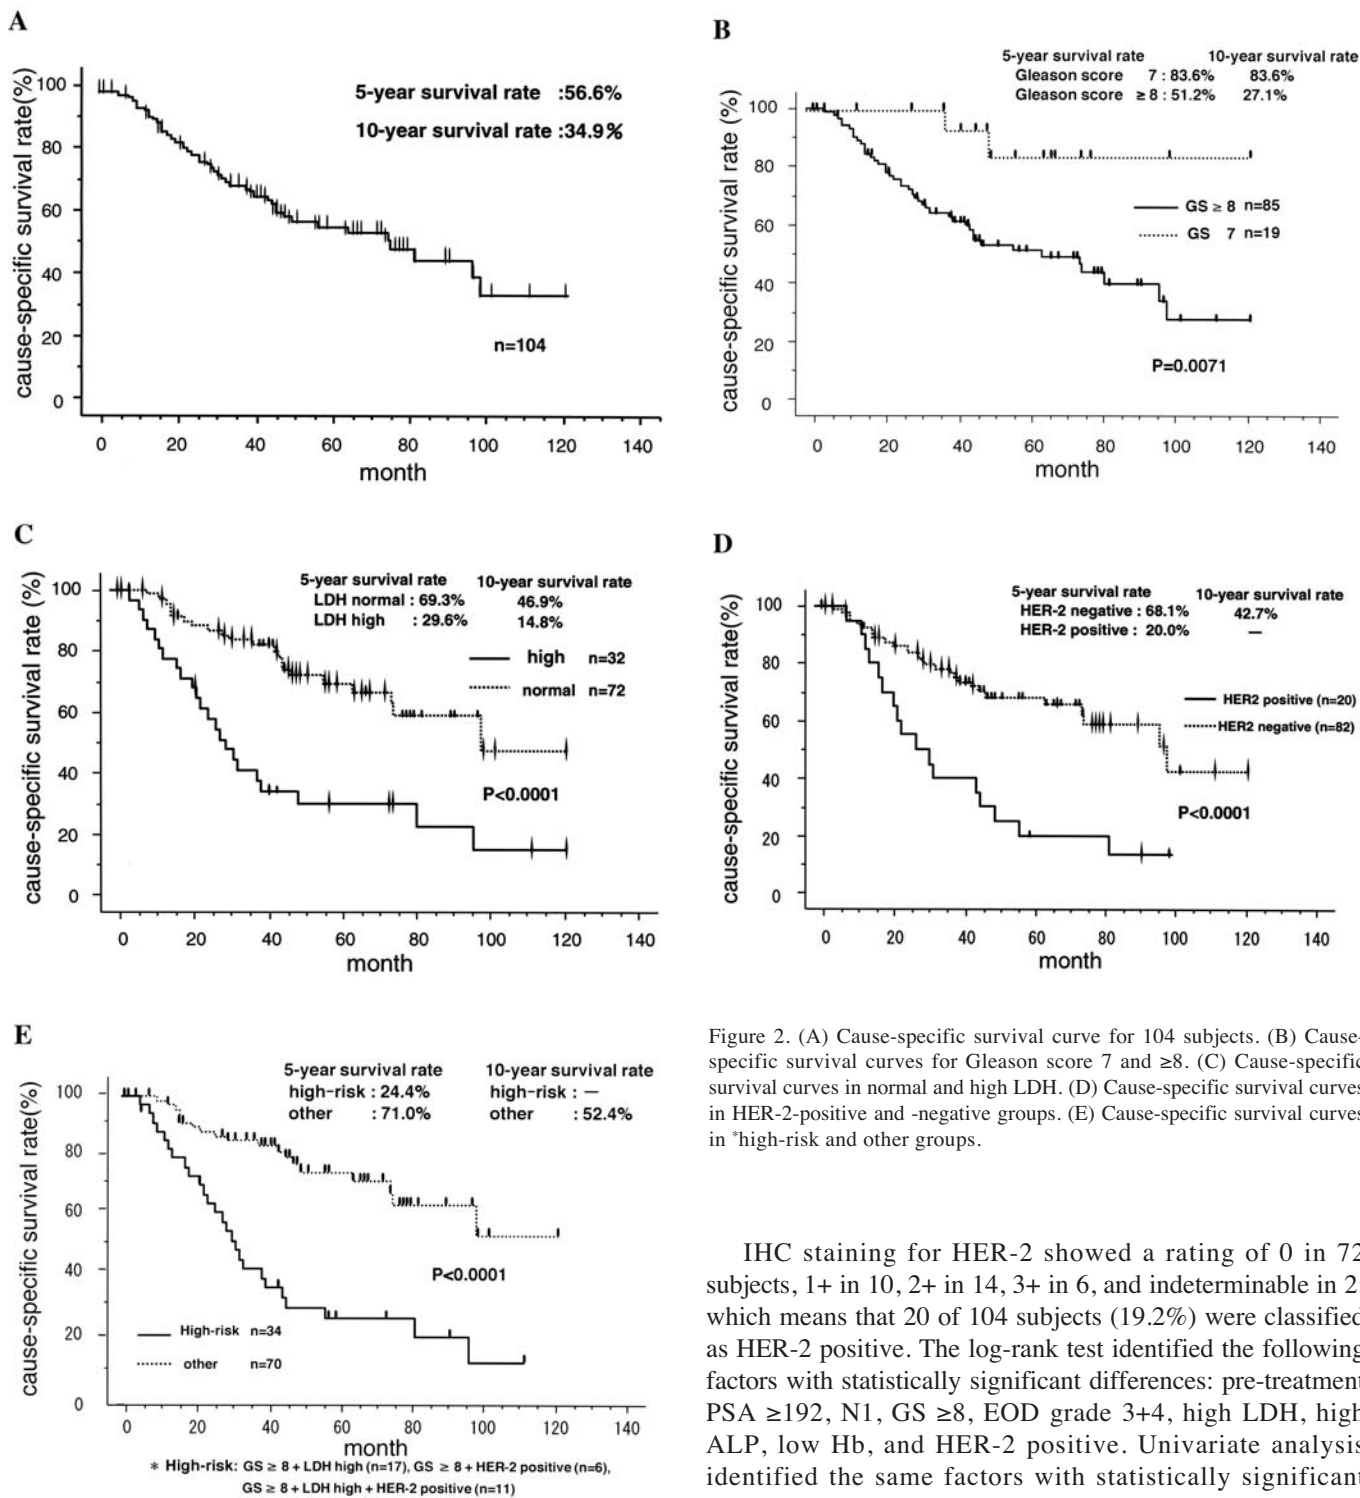 A
cause-specific survival rate(%)
100
80
60
40
20
0
5-year survival rate :56.6%
10-year survival rate :34.9%
n=104
0 20 40 60 80 100 120 140
month
B
cause-specific survival rate (%)
100
80
60
40
20
0
5-year survival rate 10-year survival rate
Gleason score 7 : 83.6% 83.6%
Gleason score ≥ 8 : 51.2% 27.1%
GS ≥ 8 n=85
GS 7 n=19
P=0.0071
0 20 40 60 80 100 120 140
month
C
cause-specific survival rate (%)
100
80
60
40
20
0
5-year survival rate 10-year survival rate
LDH normal : 69.3% 46.9%
LDH high : 29.6% 14.8%
high n=32
normal n=72
P<0.0001
0 20 40 60 80 100 120 140
month
D
cause-specific survival rate(%)
100
80
60
40
20
0
5-year survival rate 10-year survival rate
HER-2 negative : 68.1% 42.7%
HER-2 positive : 20.0% —
HER2 positive (n=20)
HER2 negative (n=82)
P<0.0001
0 20 40 60 80 100 120 140
month
E
cause-specific survival rate(%)
100
80
60
40
20
0
5-year survival rate 10-year survival rate
high-risk : 24.4% high-risk : —
other : 71.0% other : 52.4%
P<0.0001
High-risk n=34
other n=70
0 20 40 60 80 100 120 140
month
* High-risk: GS ≥ 8 + LDH high (n=17), GS ≥ 8 + HER-2 positive (n=6),
GS ≥ 8 + LDH high + HER-2 positive (n=11)
Figure 2. (A) Cause-specific survival curve for 104 subjects. (B) Cause-
specific survival curves for Gleason score 7 and ≥8. (C) Cause-specific
survival curves in normal and high LDH. (D) Cause-specific survival curves
in HER-2-positive and -negative groups. (E) Cause-specific survival curves
in *high-risk and other groups.
IHC staining for HER-2 showed a rating of 0 in 72
subjects, 1+ in 10, 2+ in 14, 3+ in 6, and indeterminable in 2,
which means that 20 of 104 subjects (19.2%) were classified
as HER-2 positive. The log-rank test identified the following
factors with statistically significant differences: pre-treatment
PSA ≥192, N1, GS ≥8, EOD grade 3+4, high LDH, high
ALP, low Hb, and HER-2 positive. Univariate analysis
identified the same factors with statistically significant